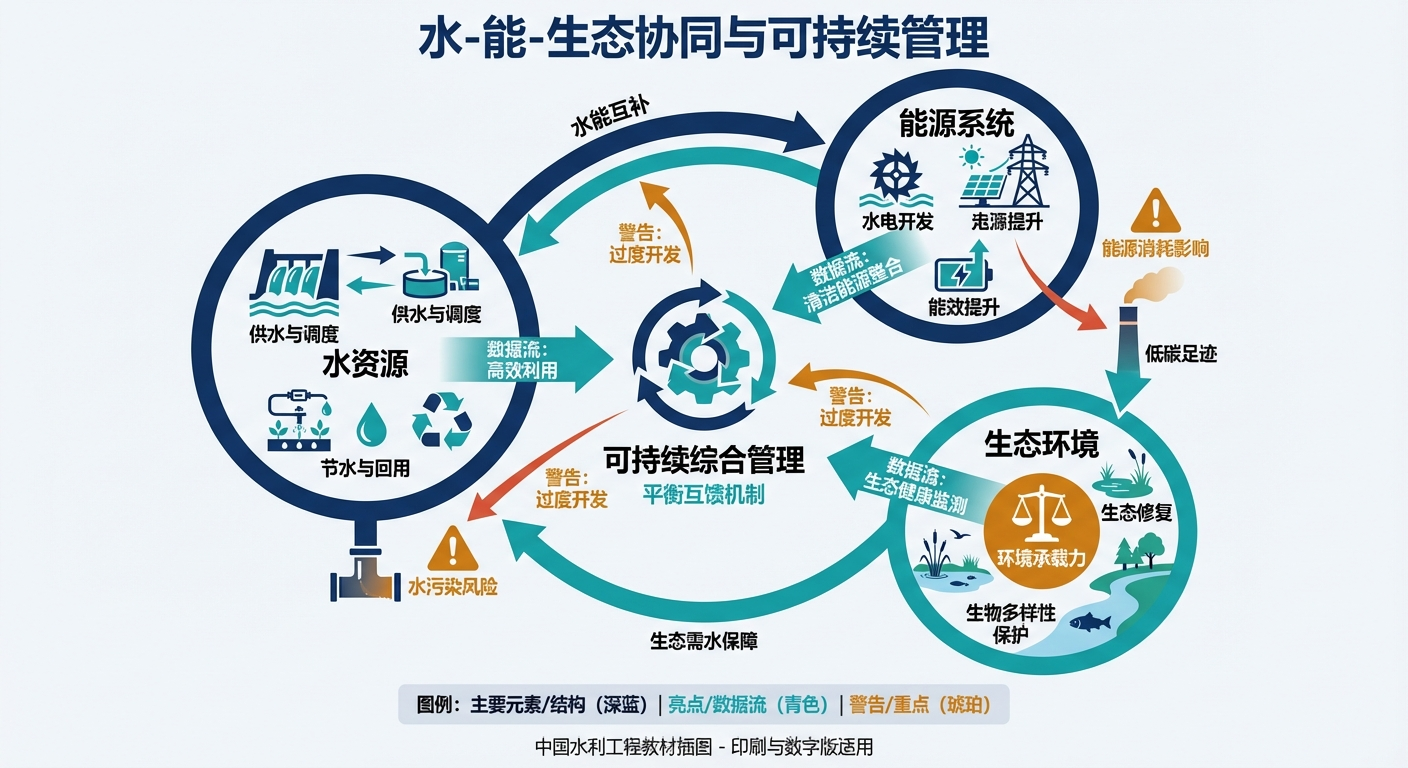 水-能-生态协同与可持续管理
水能互补
能源系统
水电开发
提升
能效提升
能源消耗影响
低碳足迹
警告：
过度开发
数据流：
清洁能源整合
供水与调度
供水与调度
水资源
节水与回用
数据流：
高效利用
可持续综合管理
平衡互馈机制
警告：
过度开发
警告：
过度开发
水污染风险
生态环境
数据流：
生态健康监测
生态修复
环境承载力
生物多样性
保护
生态需水保障
图例：主要元素/结构（深蓝）| 亮点/数据流（青色）| 警告/重点（琥珀）
中国水利工程教材插图 - 印刷与数字版适用